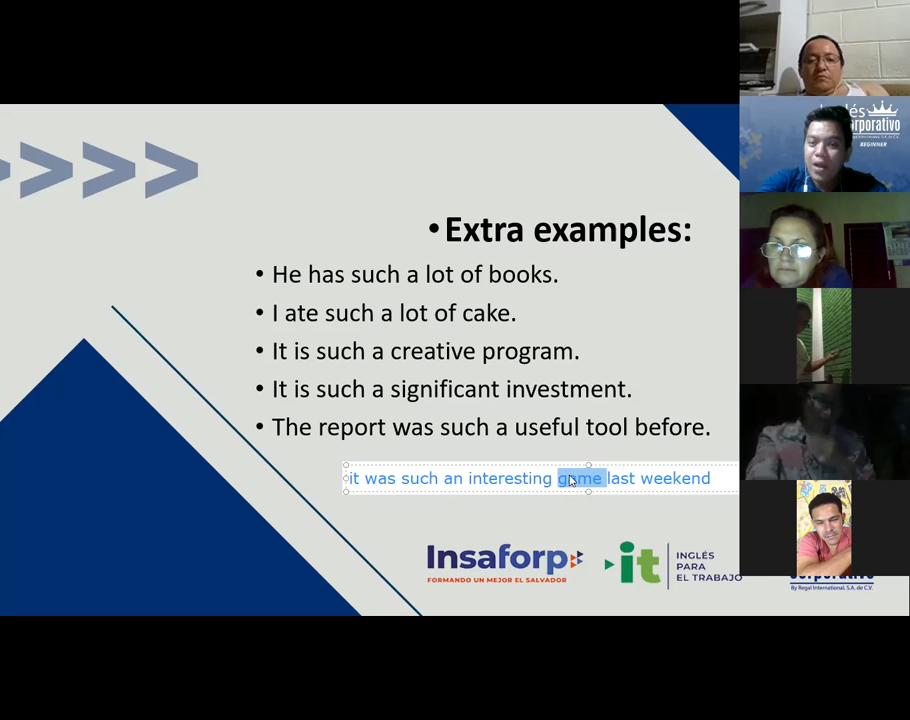 • Extra examples:
• He has such a lot of books.
• I ate such a lot of cake.
• It is such a creative program.
• It is such a significant investment.
• The report was such a useful tool before.
it was such an interesting game last weekend
Insaforp
FORMANDO UN MEJOR EL SALVADOR
it
INGLÉS
PARA
EL TRABAJO
By Regal International, S.A. de C.V.
BEGINNER